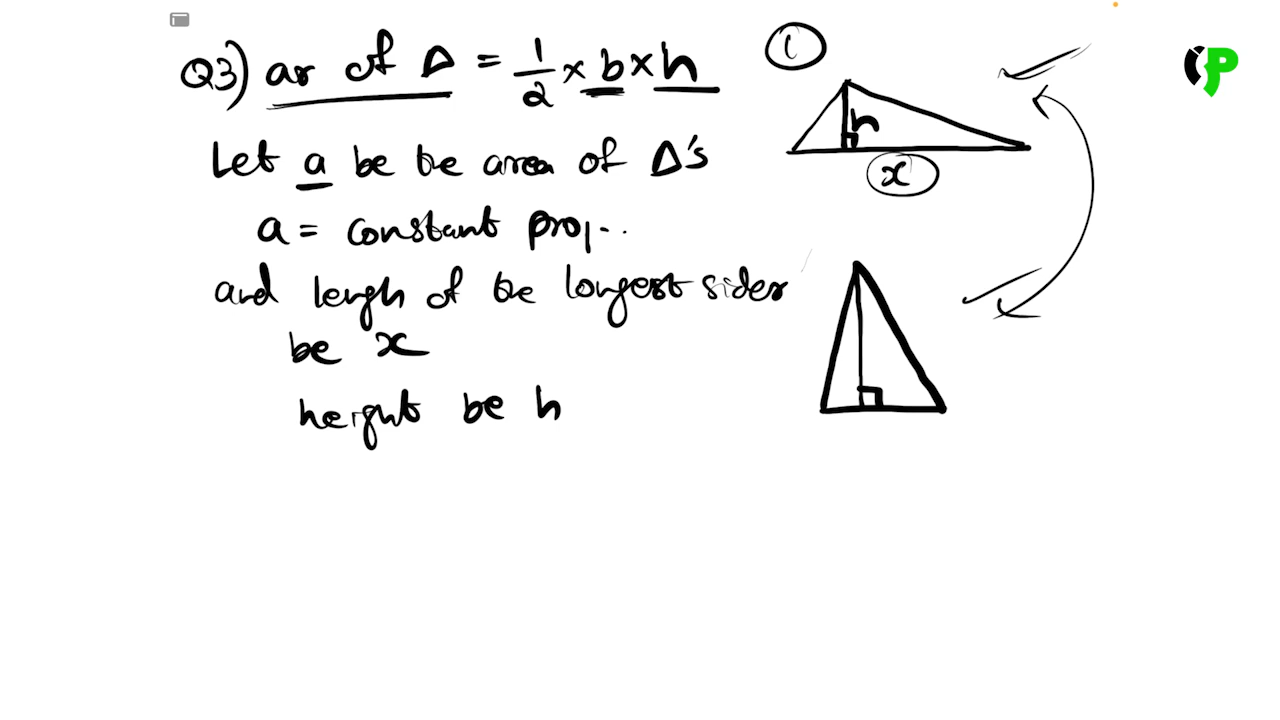 Q3) ar of Δ = 1/2 × b × h
Let a be the area of Δ's
a = constant prop..
and lengh of the longest sides
be x
height be h
1
h
x
P